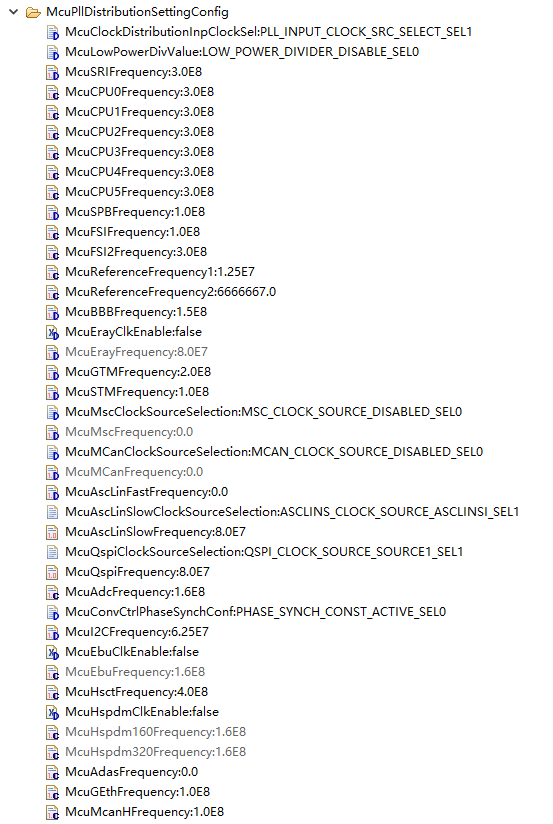 McuPllDistributionSettingConfig
McuClockDistributionInpClockSel:PLL_INPUT_CLOCK_SRC_SELECT_SEL1
McuLowPowerDivValue:LOW_POWER_DIVIDER_DISABLE_SEL0
McuSRIFrequency:3.0E8
McuCPU0Frequency:3.0E8
McuCPU1Frequency:3.0E8
McuCPU2Frequency:3.0E8
McuCPU3Frequency:3.0E8
McuCPU4Frequency:3.0E8
McuCPU5Frequency:3.0E8
McuSPBFrequency:1.0E8
McuFSIFrequency:1.0E8
McuFSI2Frequency:3.0E8
McuReferenceFrequency1:1.25E7
McuReferenceFrequency2:6666667.0
McuBBBFrequency:1.5E8
McuErayClkEnable:false
McuErayFrequency:8.0E7
McuGTMFrequency:2.0E8
McuSTMFrequency:1.0E8
McuMscClockSourceSelection:MSC_CLOCK_SOURCE_DISABLED_SEL0
McuMscFrequency:0.0
McuMCanClockSourceSelection:MCAN_CLOCK_SOURCE_DISABLED_SEL0
McuMCanFrequency:0.0
McuAscLinFastFrequency:0.0
McuAscLinSlowClockSourceSelection:ASCLINS_CLOCK_SOURCE_ASCLINSI_SEL1
McuAscLinSlowFrequency:8.0E7
McuQspiClockSourceSelection:QSPI_CLOCK_SOURCE_SOURCE1_SEL1
McuQspiFrequency:8.0E7
McuAdcFrequency:1.6E8
McuConvCtrlPhaseSynchConf:PHASE_SYNCH_CONST_ACTIVE_SEL0
McuI2CFrequency:6.25E7
McuEbuClkEnable:false
McuEbuFrequency:1.6E8
McuHsctFrequency:4.0E8
McuHspdmClkEnable:false
McuHspdm160Frequency:1.6E8
McuHspdm320Frequency:1.6E8
McuAdasFrequency:0.0
McuGEthFrequency:1.0E8
McuMcanHFrequency:1.0E8